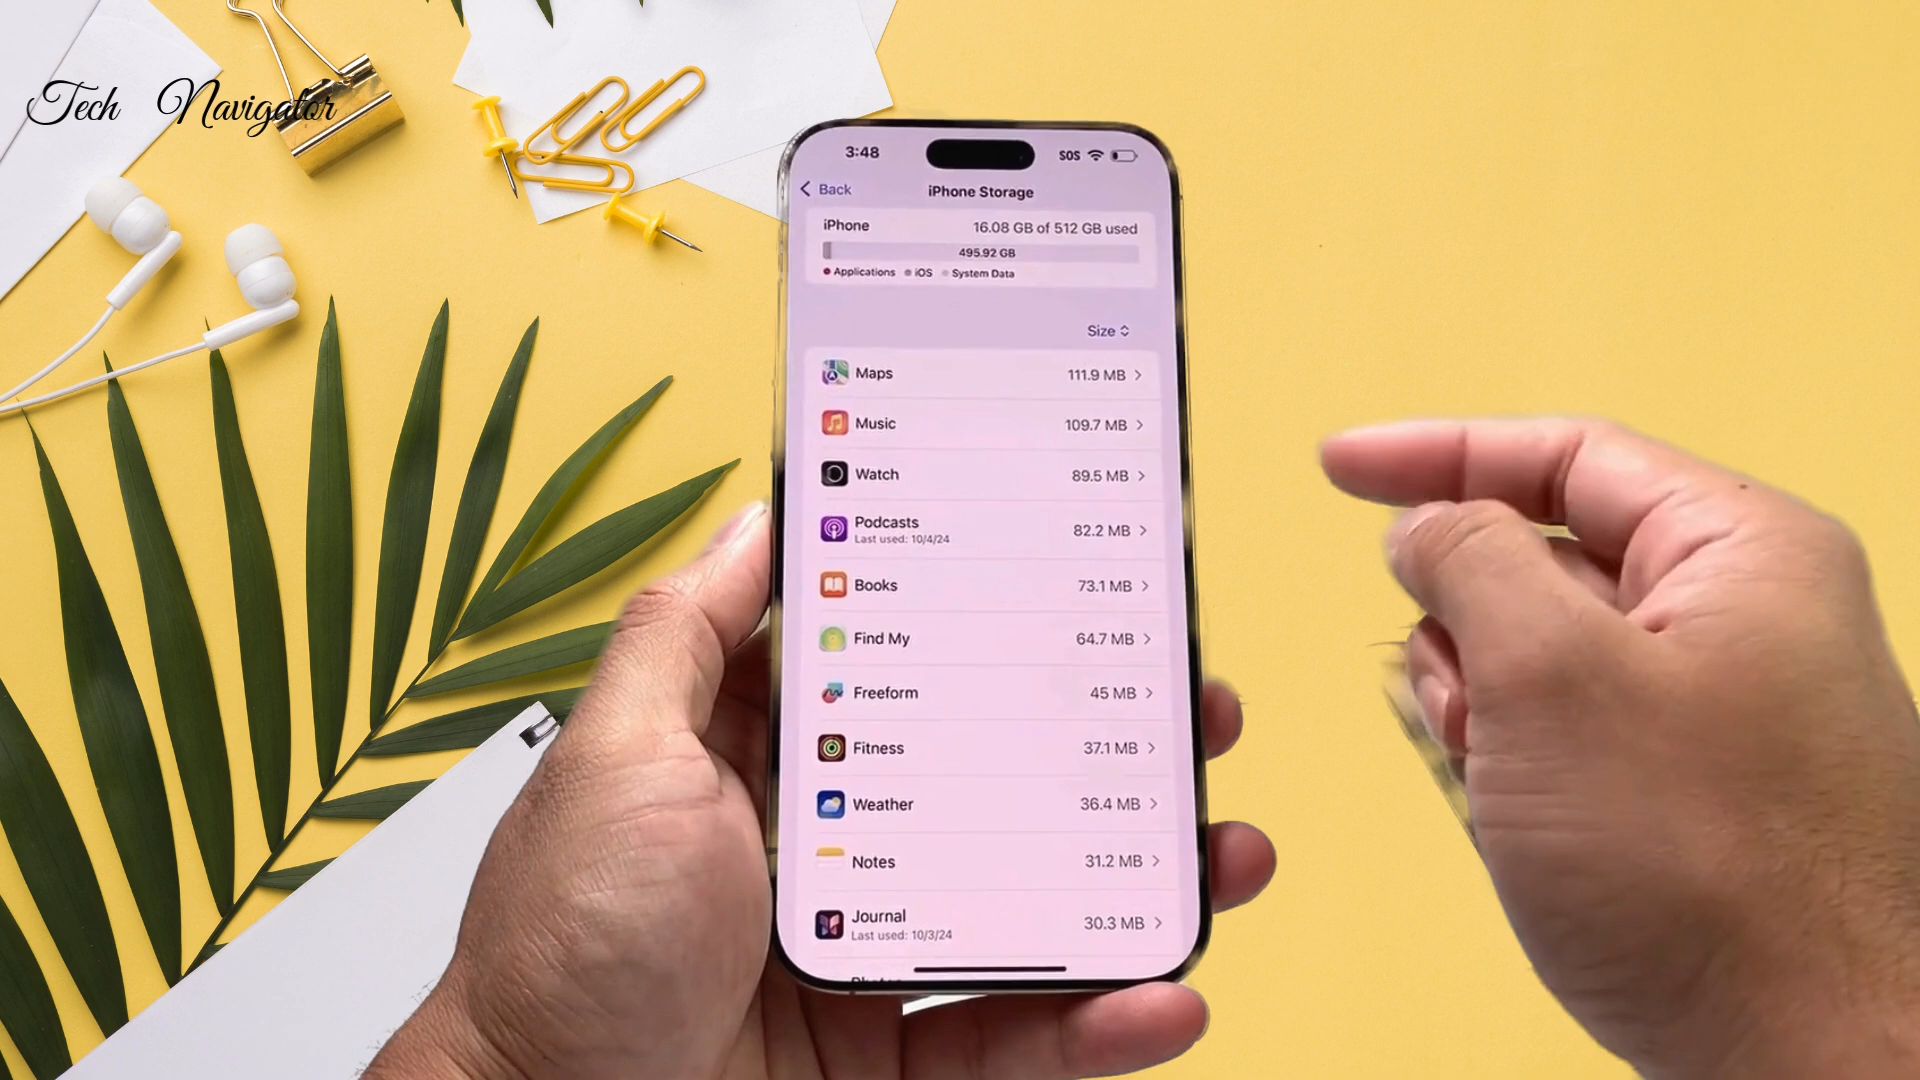 Tech Navigator
3:48
SOS
Back
iPhone Storage
iPhone
16.08 GB of 512 GB used
495.92 GB
Applications iOS System Data
Size
Maps 111.9 MB
Music 109.7 MB
Watch 89.5 MB
Podcasts 82.2 MB
Last used: 10/4/24
Books 73.1 MB
Find My 64.7 MB
Freeform 45 MB
Fitness 37.1 MB
Weather 36.4 MB
Notes 31.2 MB
Journal 30.3 MB
Last used: 10/3/24